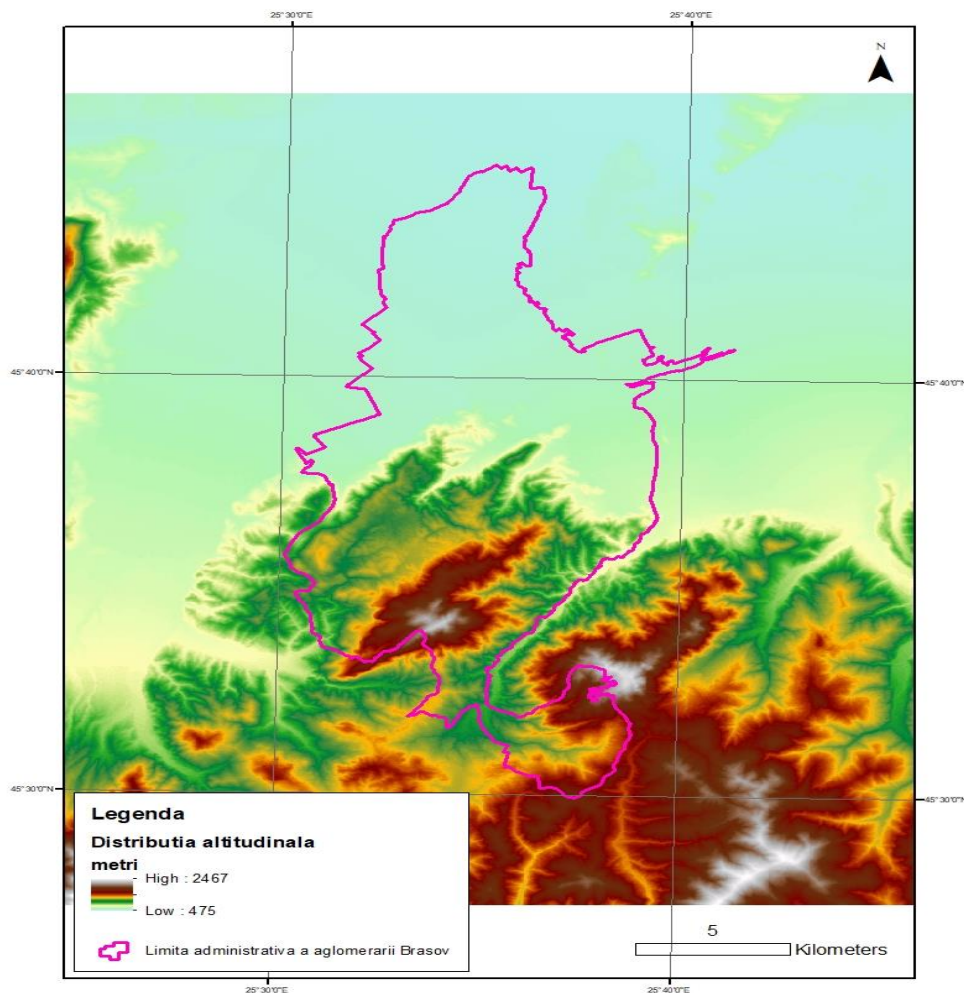 25°30'0"E 25°40'0"E
N
45°40'0"N 45°40'0"N
45°30'0"N 45°30'0"N
Legenda
Distributia altitudinala
metri
High : 2467
Low : 475
Limita administrativa a aglomerarii Brasov
5
Kilometers
25°30'0"E 25°40'0"E